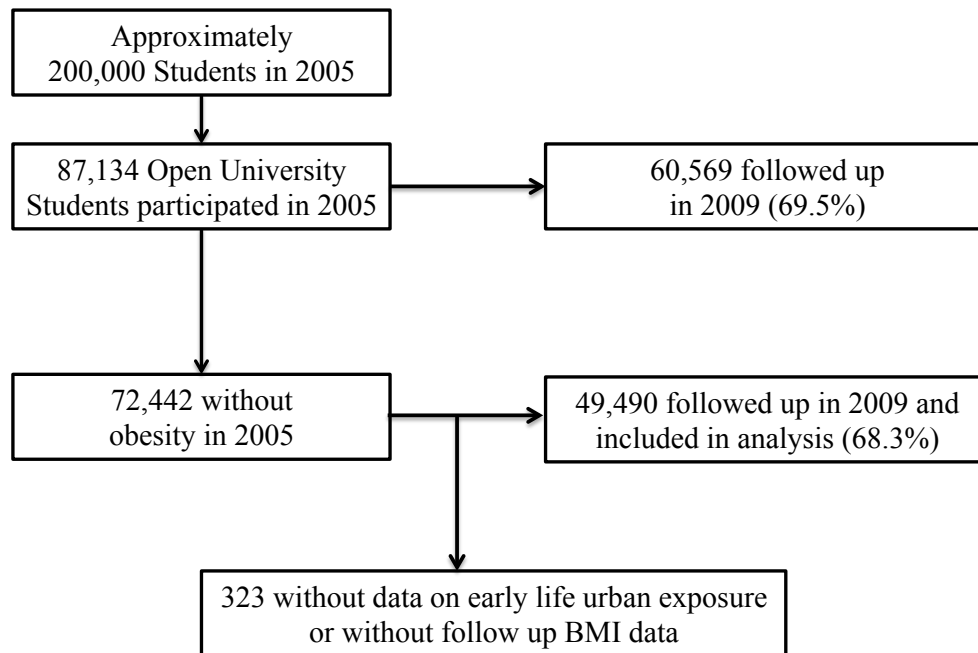 Approximately
200,000 Students in 2005
87,134 Open University
Students participated in 2005
60,569 followed up
in 2009 (69.5%)
72,442 without
obesity in 2005
49,490 followed up in 2009 and
included in analysis (68.3%)
323 without data on early life urban exposure
or without follow up BMI data